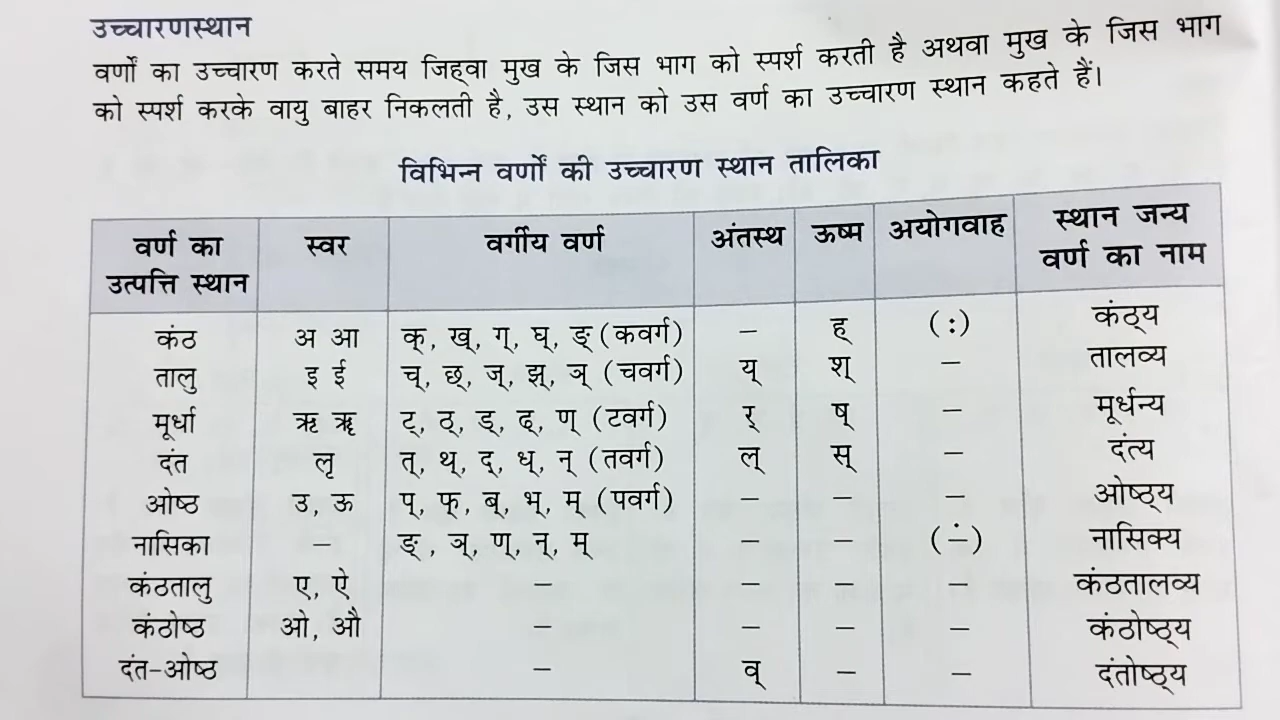 उच्चारणस्थान
वर्णों का उच्चारण करते समय जिह्वा मुख के जिस भाग को स्पर्श करती है अथवा मुख के जिस भाग
को स्पर्श करके वायु बाहर निकलती है, उस स्थान को उस वर्ण का उच्चारण स्थान कहते हैं।
विभिन्न वर्णों की उच्चारण स्थान तालिका
वर्ण का उत्पत्ति स्थान स्वर वर्गीय वर्ण अंतस्थ ऊष्म अयोगवाह स्थान जन्य वर्ण का नाम
कंठ अ आ क्, ख्, ग्, घ्, ङ् (कवर्ग) – ह् (:) कंठ्य
तालु इ ई च्, छ्, ज्, झ्, ञ् (चवर्ग) य् श् – तालव्य
मूर्धा ऋ ॠ ट्, ठ्, ड्, ढ्, ण् (टवर्ग) र् ष् – मूर्धन्य
दंत लृ त्, थ्, द्, ध्, न् (तवर्ग) ल् स् – दंत्य
ओष्ठ उ, ऊ प्, फ्, ब्, भ्, म् (पवर्ग) – – – ओष्ठ्य
नासिका ङ्, ञ्, ण्, न्, म् – – (∸) नासिक्य
कंठतालु ए, ऐ – – – – कंठतालव्य
कंठोष्ठ ओ, औ – – – – कंठोष्ठ्य
दंत-ओष्ठ – व् – – दंतोष्ठ्य